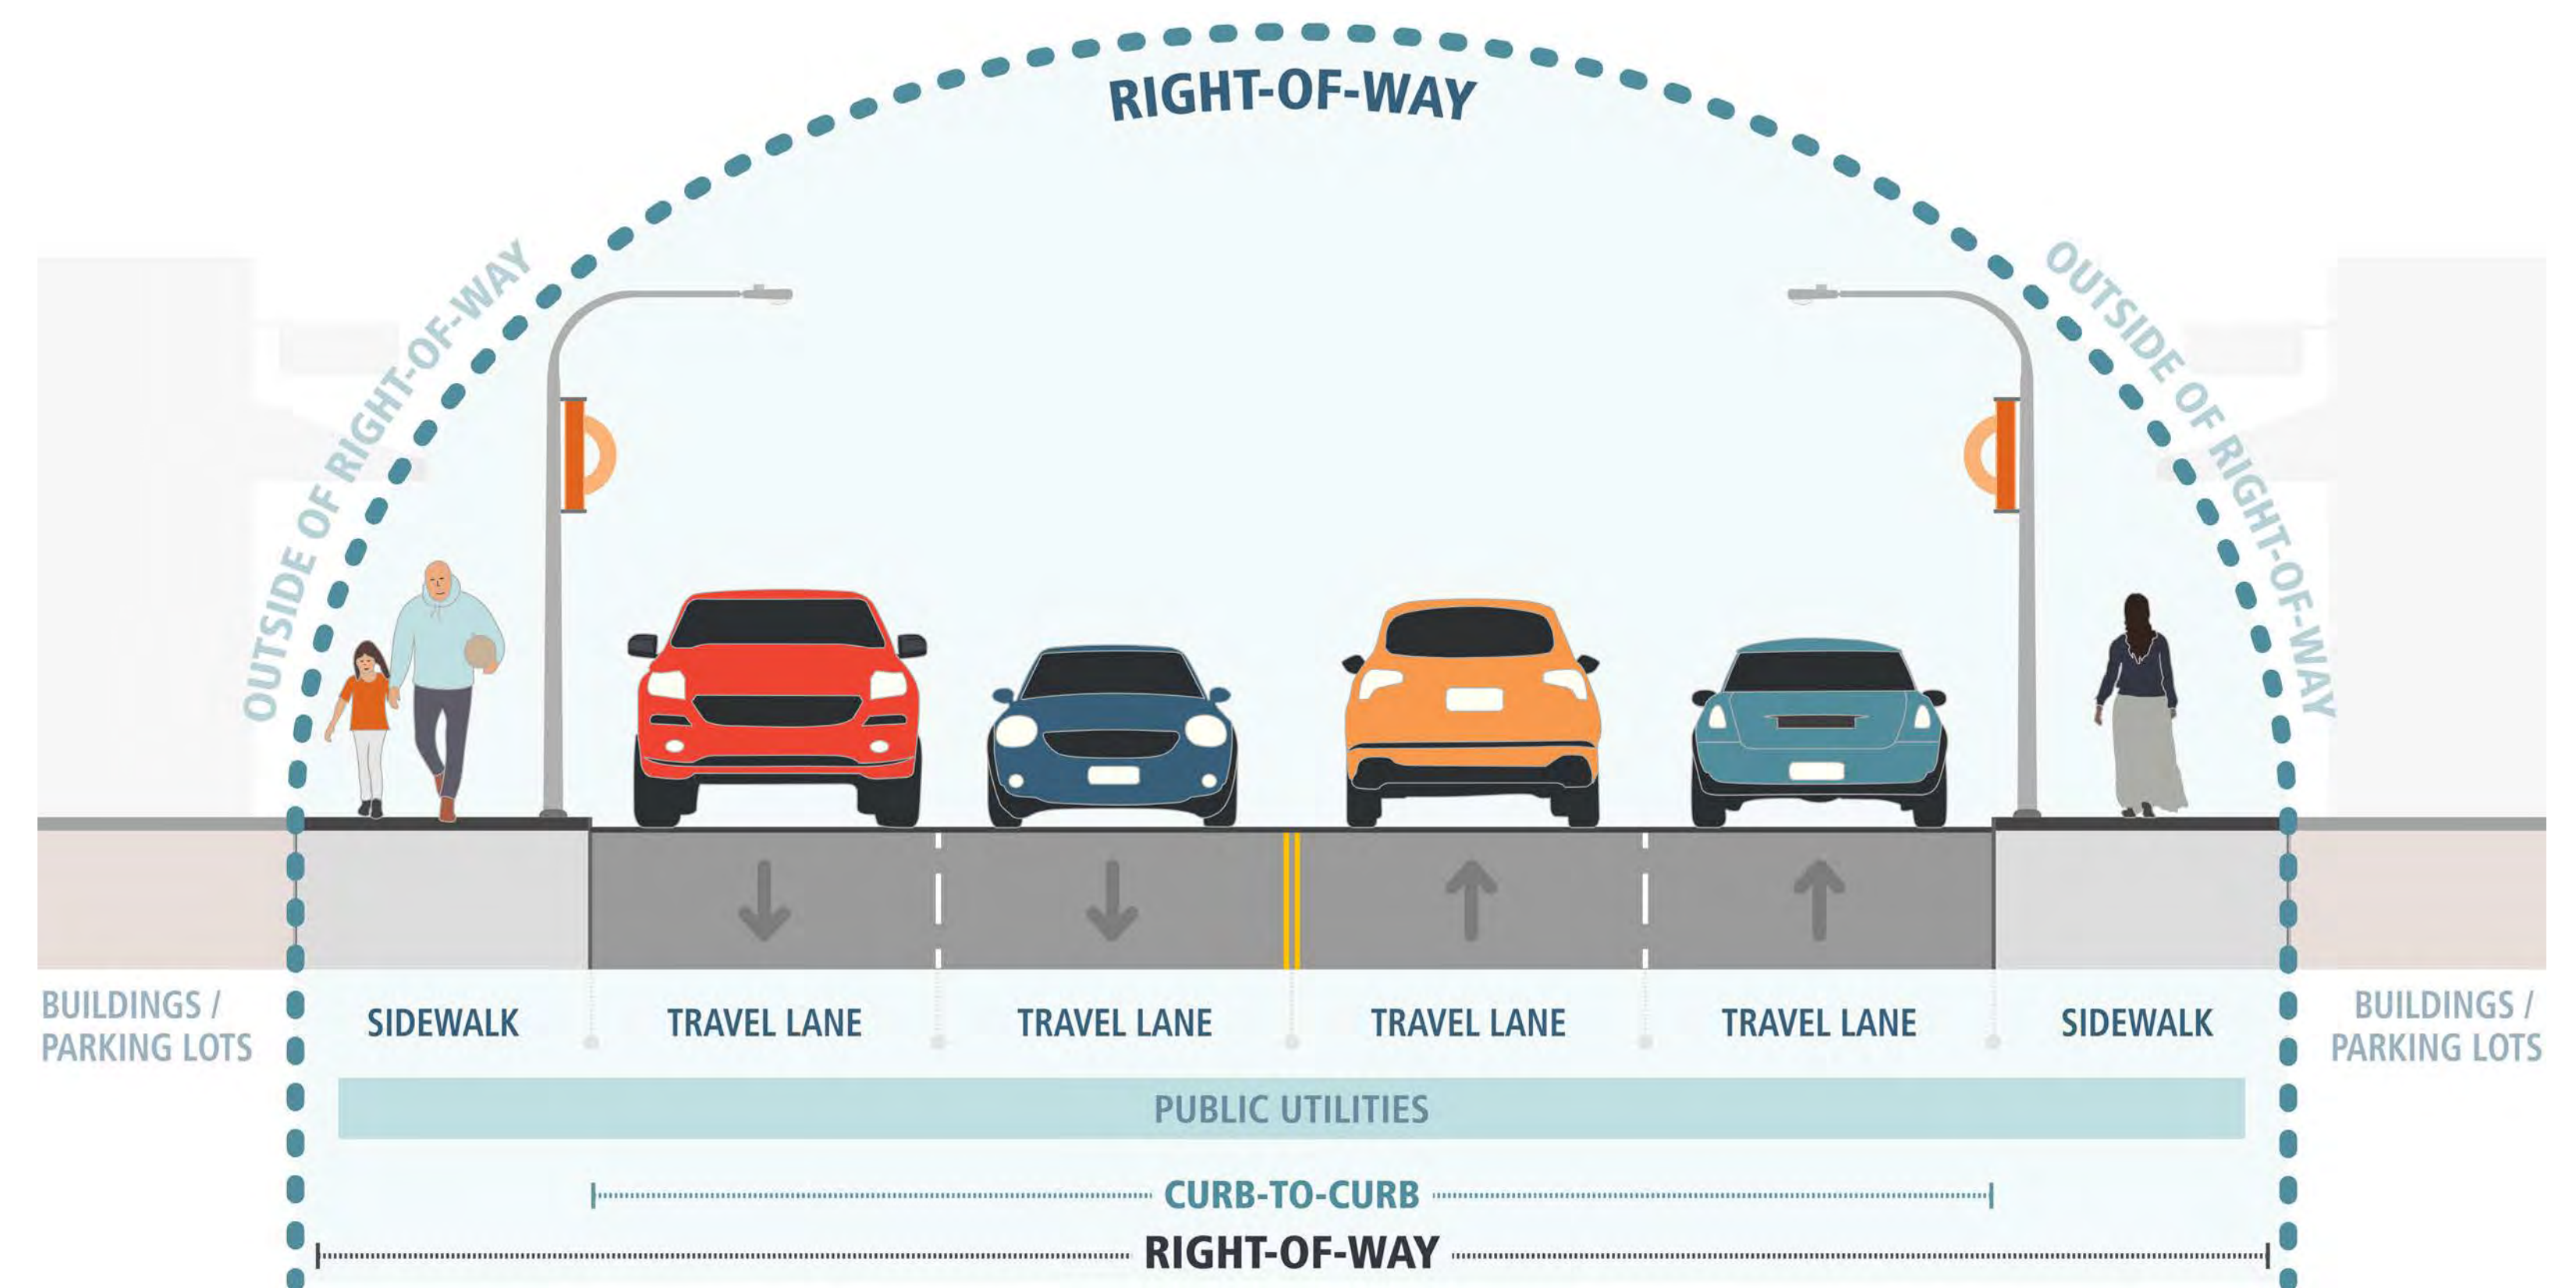 RIGHT-OF-WAY
OUTSIDE OF RIGHT-OF-WAY
OUTSIDE OF RIGHT-OF-WAY
BUILDINGS /
PARKING LOTS
SIDEWALK
TRAVEL LANE
TRAVEL LANE
TRAVEL LANE
TRAVEL LANE
SIDEWALK
BUILDINGS /
PARKING LOTS
PUBLIC UTILITIES
CURB-TO-CURB
RIGHT-OF-WAY